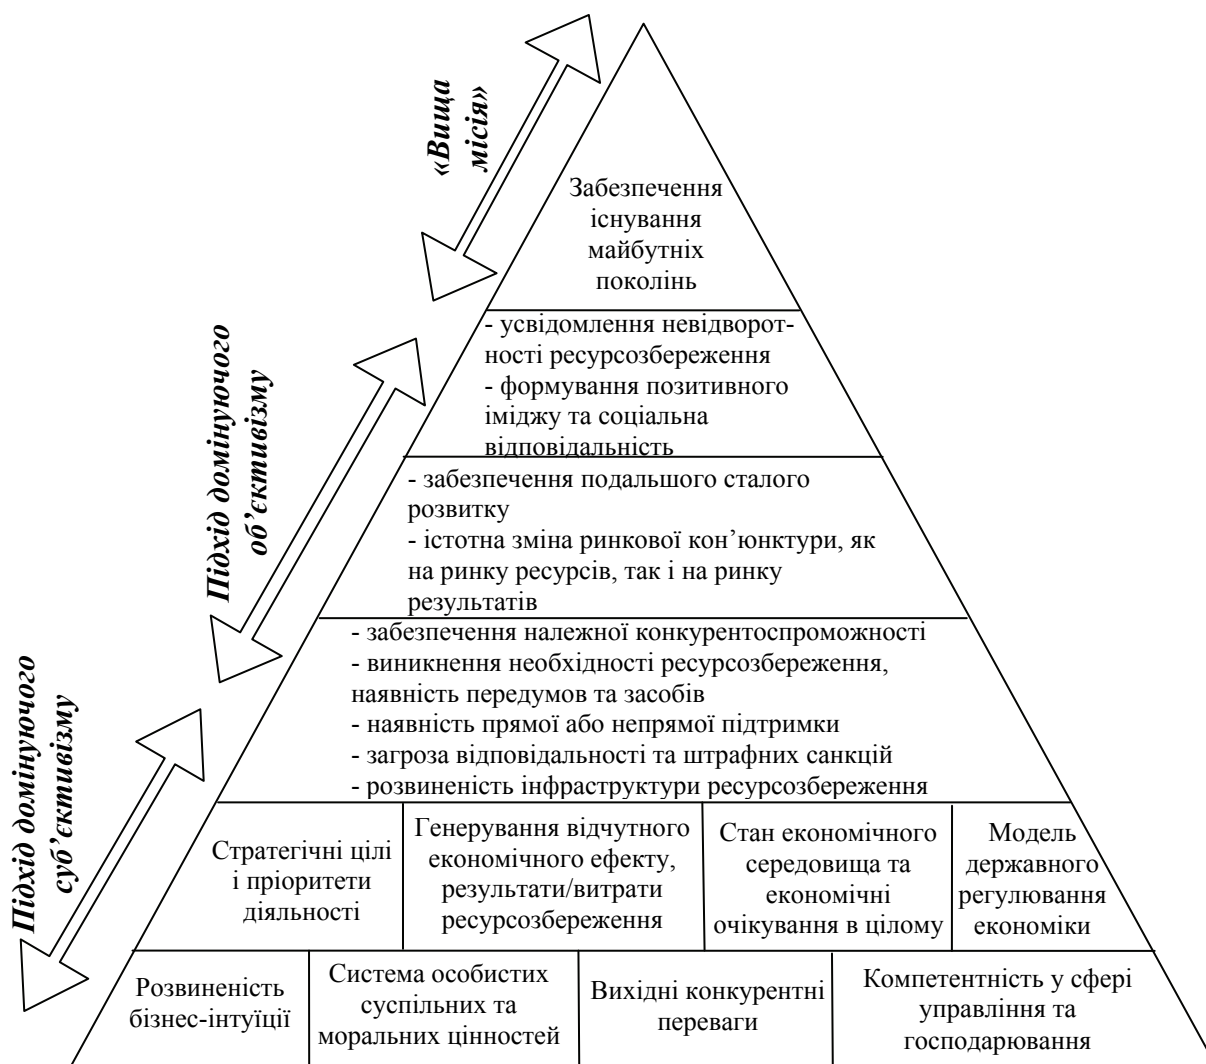 «Вища
місія»
Забезпечення
існування
майбутніх
поколінь
Підхід домінуючого
об’єктивізму
- усвідомлення невідворот-
ності ресурсозбереження
- формування позитивного
іміджу та соціальна
відповідальність
- забезпечення подальшого сталого
розвитку
- істотна зміна ринкової кон’юнктури, як
на ринку ресурсів, так і на ринку
результатів
- забезпечення належної конкурентоспроможності
- виникнення необхідності ресурсозбереження,
наявність передумов та засобів
- наявність прямої або непрямої підтримки
- загроза відповідальності та штрафних санкцій
- розвиненість інфраструктури ресурсозбереження
Підхід домінуючого
суб’єктивізму
Стратегічні цілі
і пріоритети
діяльності
Генерування відчутного
економічного ефекту,
результати/витрати
ресурсозбереження
Стан економічного
середовища та
економічні
очікування в цілому
Модель
державного
регулювання
економіки
Розвиненість
бізнес-інтуїції
Система особистих
суспільних та
моральних цінностей
Вихідні конкурентні
переваги
Компетентність у сфері
управління та
господарювання